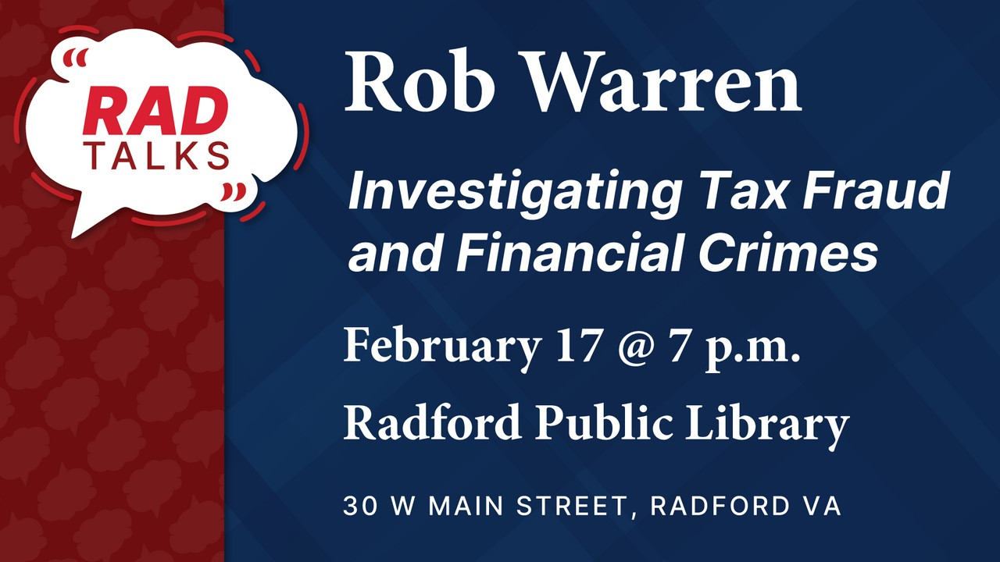 “
RAD
TALKS
”
Rob Warren
Investigating Tax Fraud
and Financial Crimes
February 17 @ 7 p.m.
Radford Public Library
30 W MAIN STREET, RADFORD VA